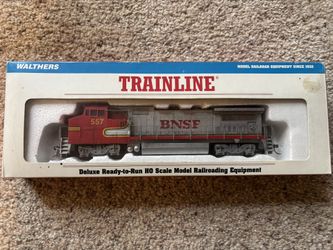 WALTHERS
MODEL RAILROAD EQUIPMENT SINCE 1932
TRAINLINE
557
BNSF
Deluxe Ready-to-Run HO Scale Model Railroading Equipment